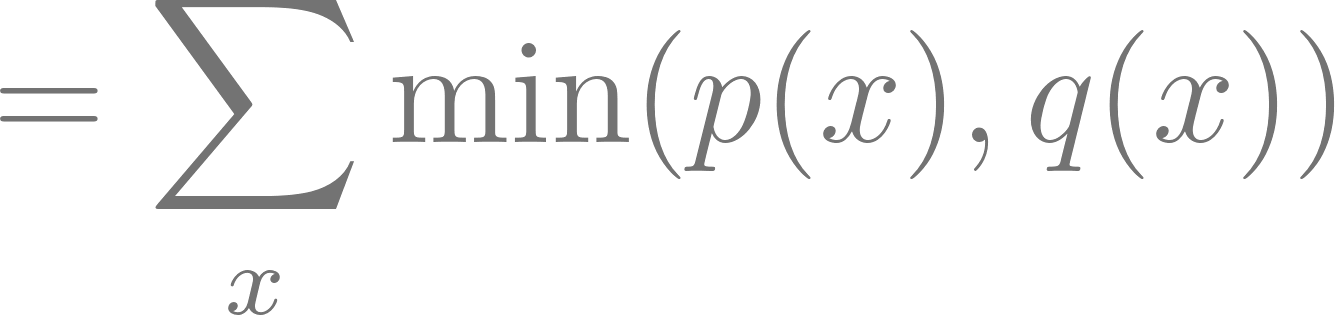 = ∑ₓ min(p(x), q(x))